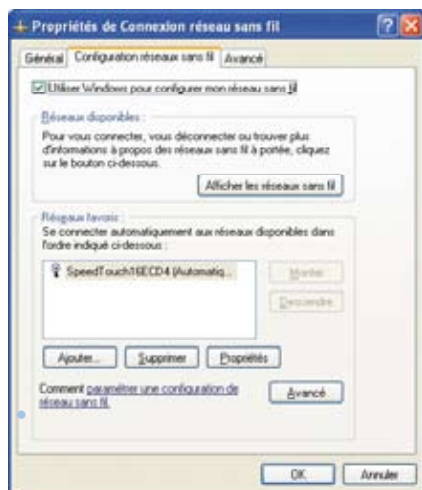 Propriétés de Connexion réseau sans fil
Général Configuration réseaux sans fil Avancé
Utiliser Windows pour configurer mon réseau sans fil
Réseaux disponibles :
Pour vous connecter, vous déconnecter ou trouver plus
d'informations à propos des réseaux sans fil à portée, cliquez
sur le bouton ci-dessous.
Afficher les réseaux sans fil
Réseaux favoris :
Se connecter automatiquement aux réseaux disponibles dans
l'ordre indiqué ci-dessous :
SpeedTouch16ECD4 (Automatiq...
Monter
Descendre
Ajouter... Supprimer Propriétés
Comment paramétrer une configuration de
réseau sans fil.
Avancé
OK Annuler